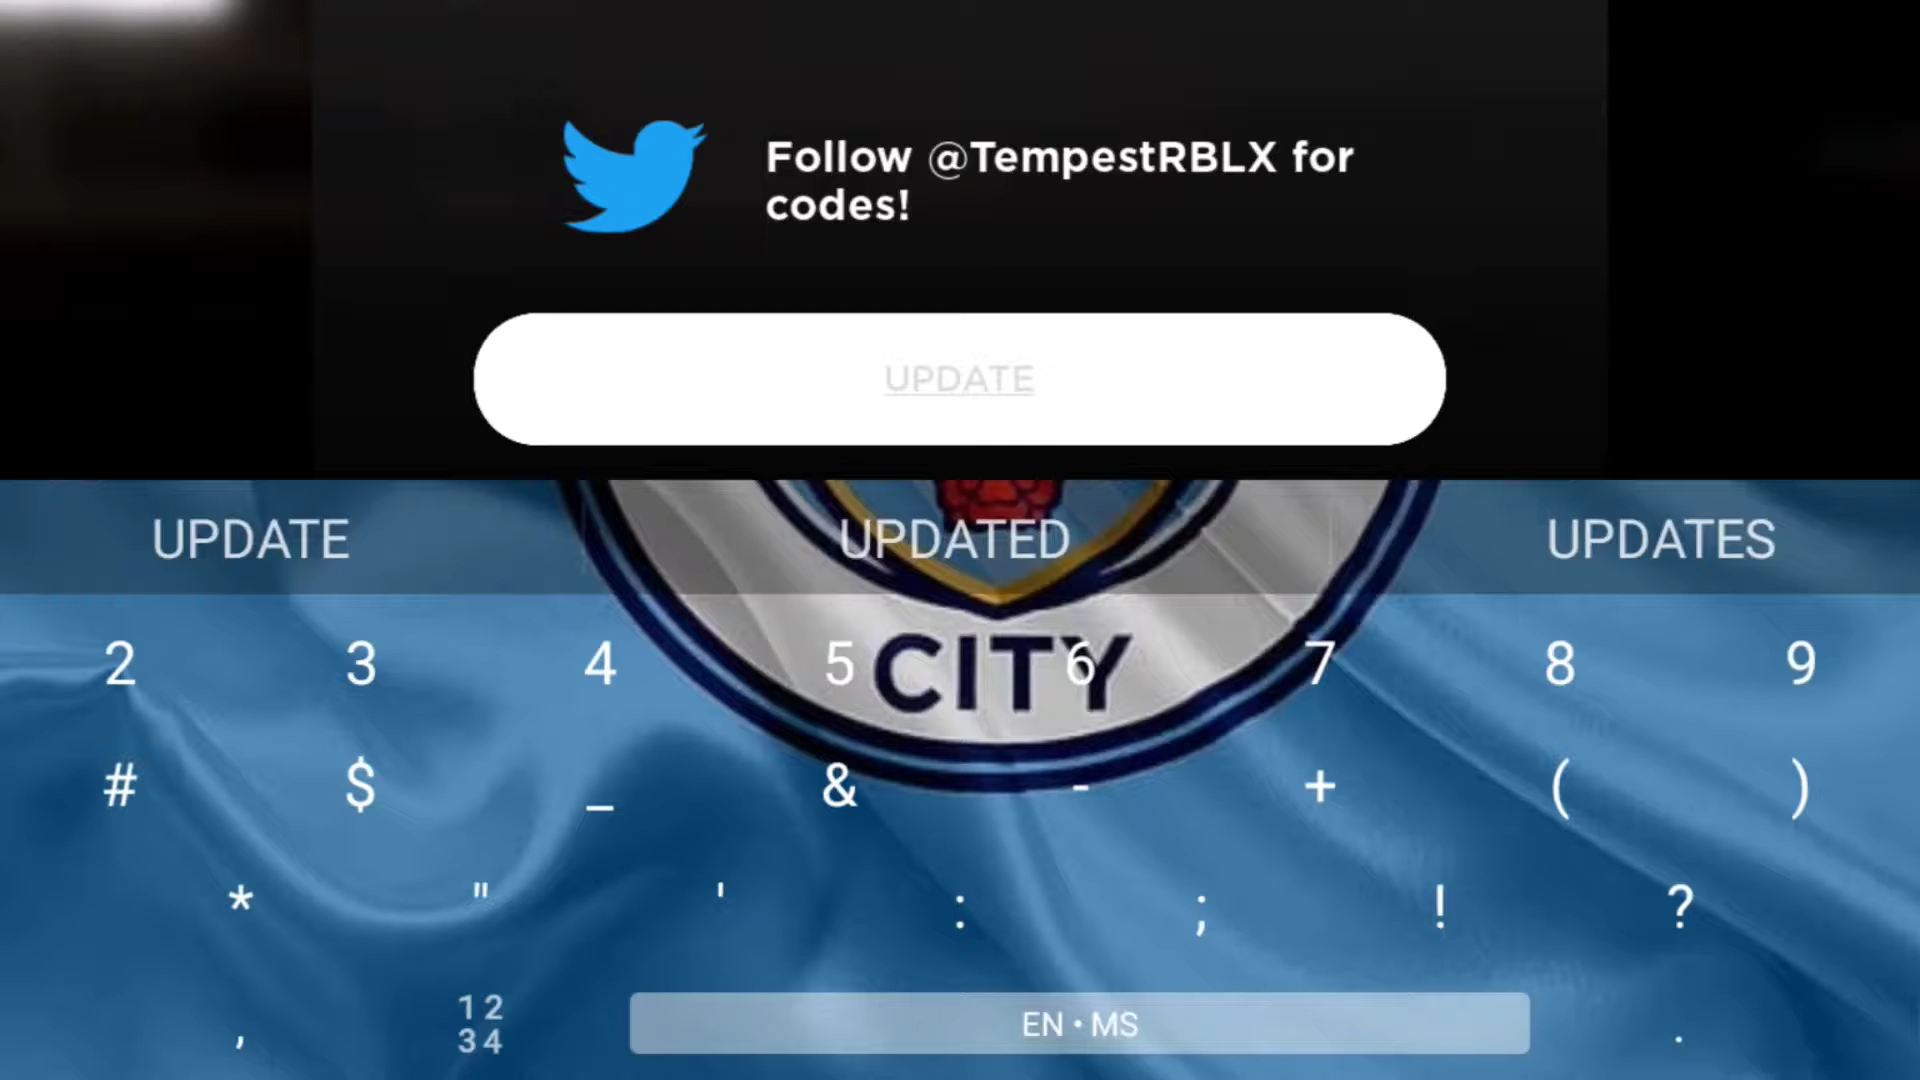 Follow @TempestRBLX for
codes!
UPDATE
UPDATE UPDATED UPDATES
CITY
2 3 4 5 6 7 8 9
# $ _ & - + ( )
* " ' : ; ! ?
, 12 34 EN • MS .